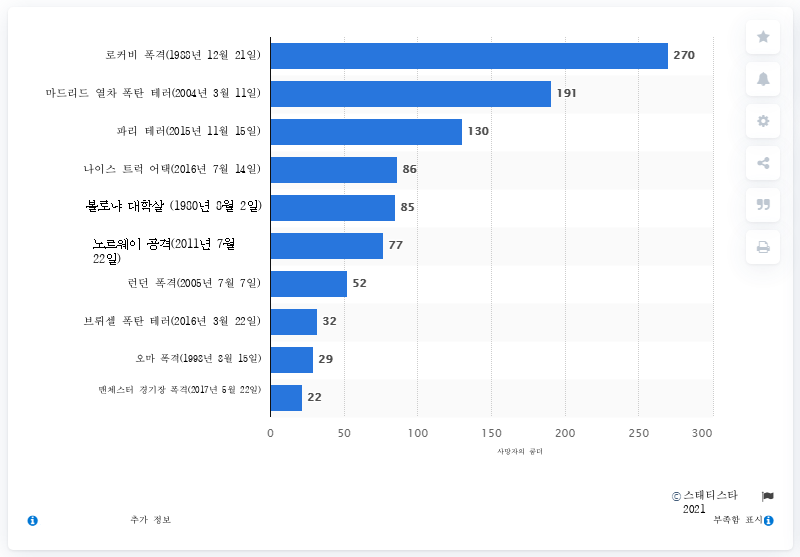 로커비 폭격(1988년 12월 21일)
270
마드리드 열차 폭탄 테러(2004년 3월 11일)
191
파리 테러(2015년 11월 15일)
130
나이스 트럭 어택(2016년 7월 14일)
86
볼로냐 대학살 (1980년 8월 2일)
85
노르웨이 공격(2011년 7월
22일)
77
런던 폭격(2005년 7월 7일)
52
브뤼셀 폭탄 테러(2016년 3월 22일)
32
오마 폭격(1998년 8월 15일)
29
맨체스터 경기장 폭격(2017년 5월 22일)
22
0 50 100 150 200 250 300
사망자의 콤더
© 스태티스타
2021
추가 정보
부족함 표시